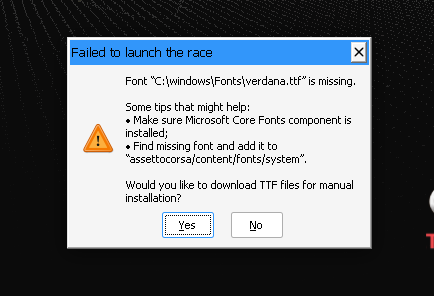 Failed to launch the race
Font “C:\windows\Fonts\verdana.ttf” is missing.
Some tips that might help:
• Make sure Microsoft Core Fonts component is
installed;
• Find missing font and add it to
“assettocorsa/content/fonts/system”.
Would you like to download TTF files for manual
installation?
Yes
No